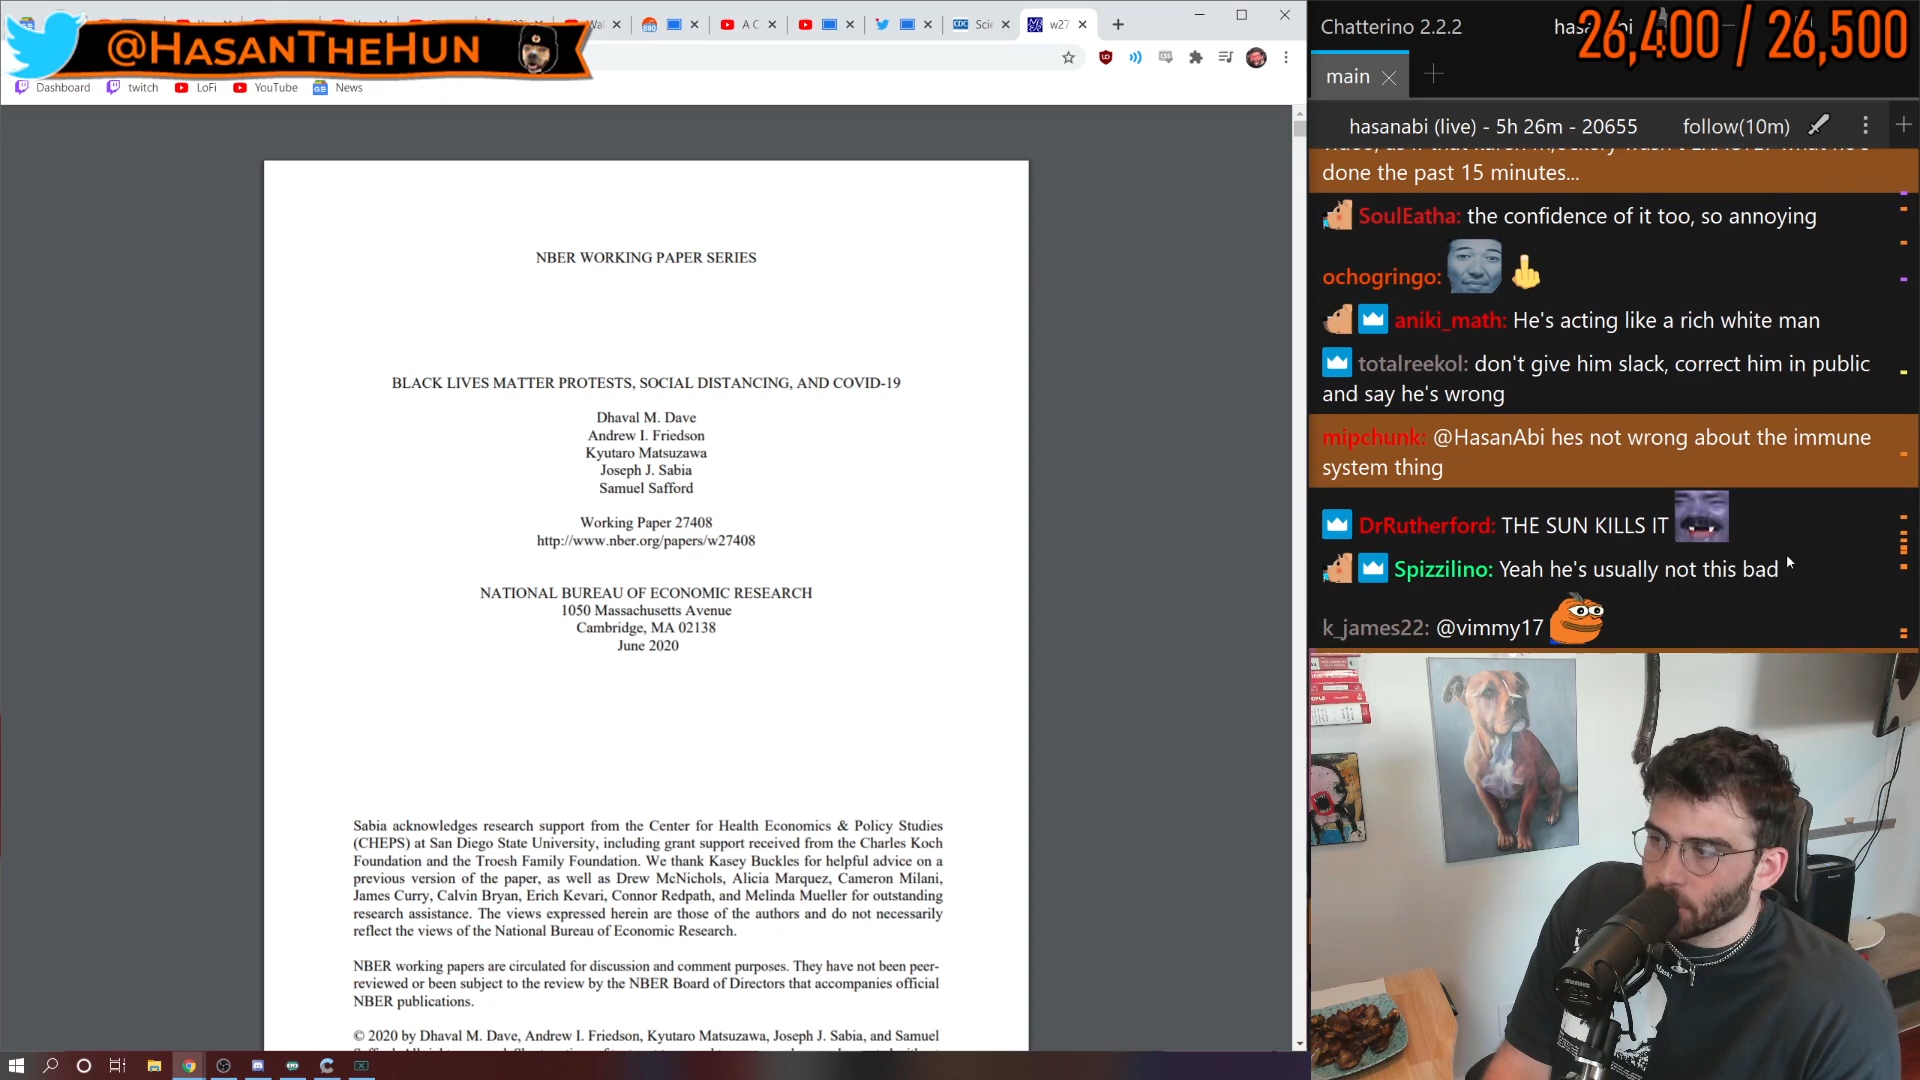 @HASANTHEHUN
Sci
w27
Dashboard
twitch
LoFi
YouTube
News
NBER WORKING PAPER SERIES
BLACK LIVES MATTER PROTESTS, SOCIAL DISTANCING, AND COVID-19
Dhaval M. Dave
Andrew I. Friedson
Kyutaro Matsuzawa
Joseph J. Sabia
Samuel Safford
Working Paper 27408
http://www.nber.org/papers/w27408
NATIONAL BUREAU OF ECONOMIC RESEARCH
1050 Massachusetts Avenue
Cambridge, MA 02138
June 2020
Sabia acknowledges research support from the Center for Health Economics & Policy Studies
(CHEPS) at San Diego State University, including grant support received from the Charles Koch
Foundation and the Troesh Family Foundation. We thank Kasey Buckles for helpful advice on a
previous version of the paper, as well as Drew McNichols, Alicia Marquez, Cameron Milani,
James Curry, Calvin Bryan, Erich Kevari, Connor Redpath, and Melinda Mueller for outstanding
research assistance. The views expressed herein are those of the authors and do not necessarily
reflect the views of the National Bureau of Economic Research.
NBER working papers are circulated for discussion and comment purposes. They have not been peer-
reviewed or been subject to the review by the NBER Board of Directors that accompanies official
NBER publications.
© 2020 by Dhaval M. Dave, Andrew I. Friedson, Kyutaro Matsuzawa, Joseph J. Sabia, and Samuel
Chatterino 2.2.2
26,400 / 26,500
main
hasanabi (live) - 5h 26m - 20655
follow(10m)
done the past 15 minutes...
SoulEatha: the confidence of it too, so annoying
ochogringo:
aniki_math: He's acting like a rich white man
totalreekol: don't give him slack, correct him in public
and say he's wrong
mipchunk: @HasanAbi hes not wrong about the immune
system thing
DrRutherford: THE SUN KILLS IT
Spizzilino: Yeah he's usually not this bad
k_james22: @vimmy17